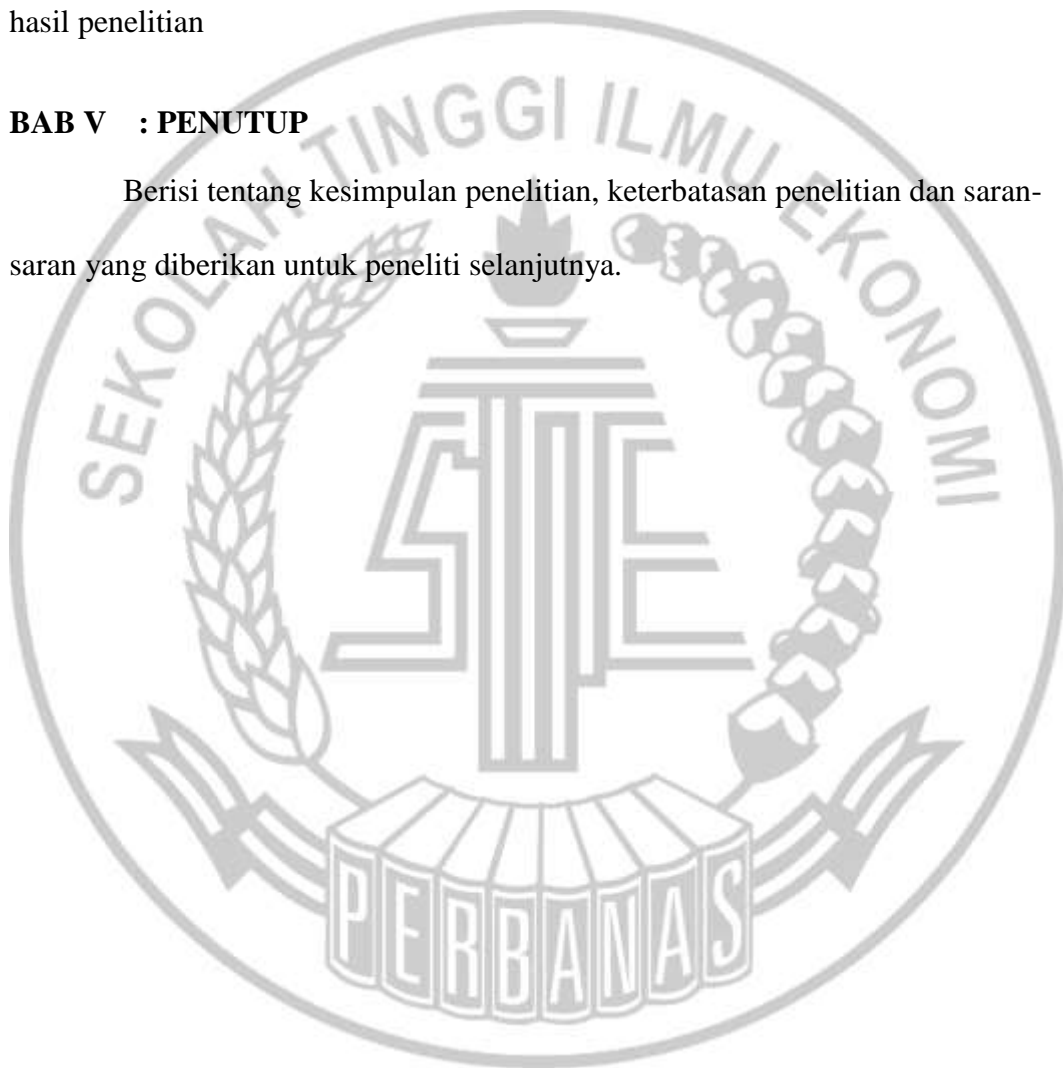 hasil penelitian
BAB V : PENUTUP
Berisi tentang kesimpulan penelitian, keterbatasan penelitian dan saran-
saran yang diberikan untuk peneliti selanjutnya.
SEKOLAH TINGGI ILMU EKONOMI
STIE
PERBANAS